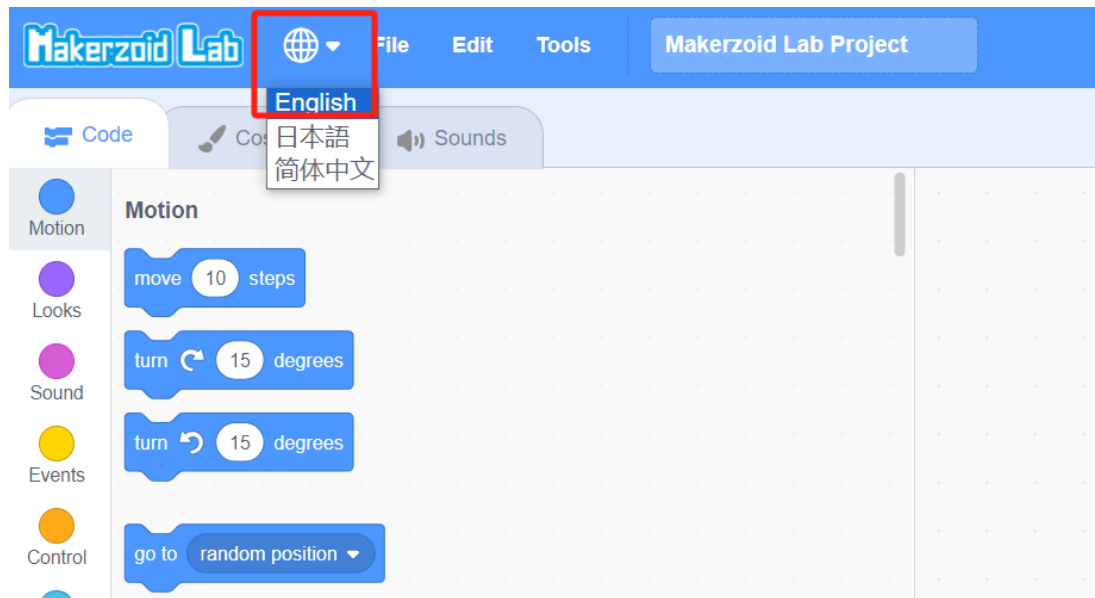 Makerzoid Lab
File Edit Tools Makerzoid Lab Project
English
日本語
简体中文
Code Sounds
Motion
Looks
Sound
Events
Control
Motion
move 10 steps
turn 15 degrees
turn 15 degrees
go to random position